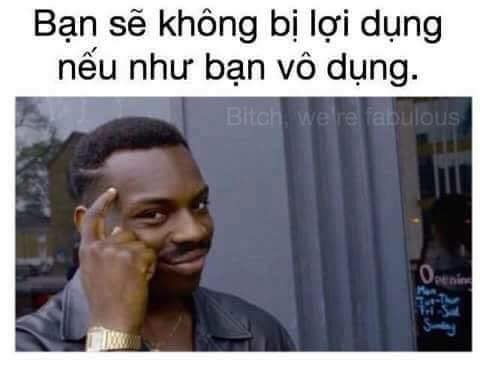 Bạn sẽ không bị lợi dụng
nếu như bạn vô dụng.
Bitch, we're fabulous
Opening
Mon
Tue-Thur
Fri-Sat
Sunday